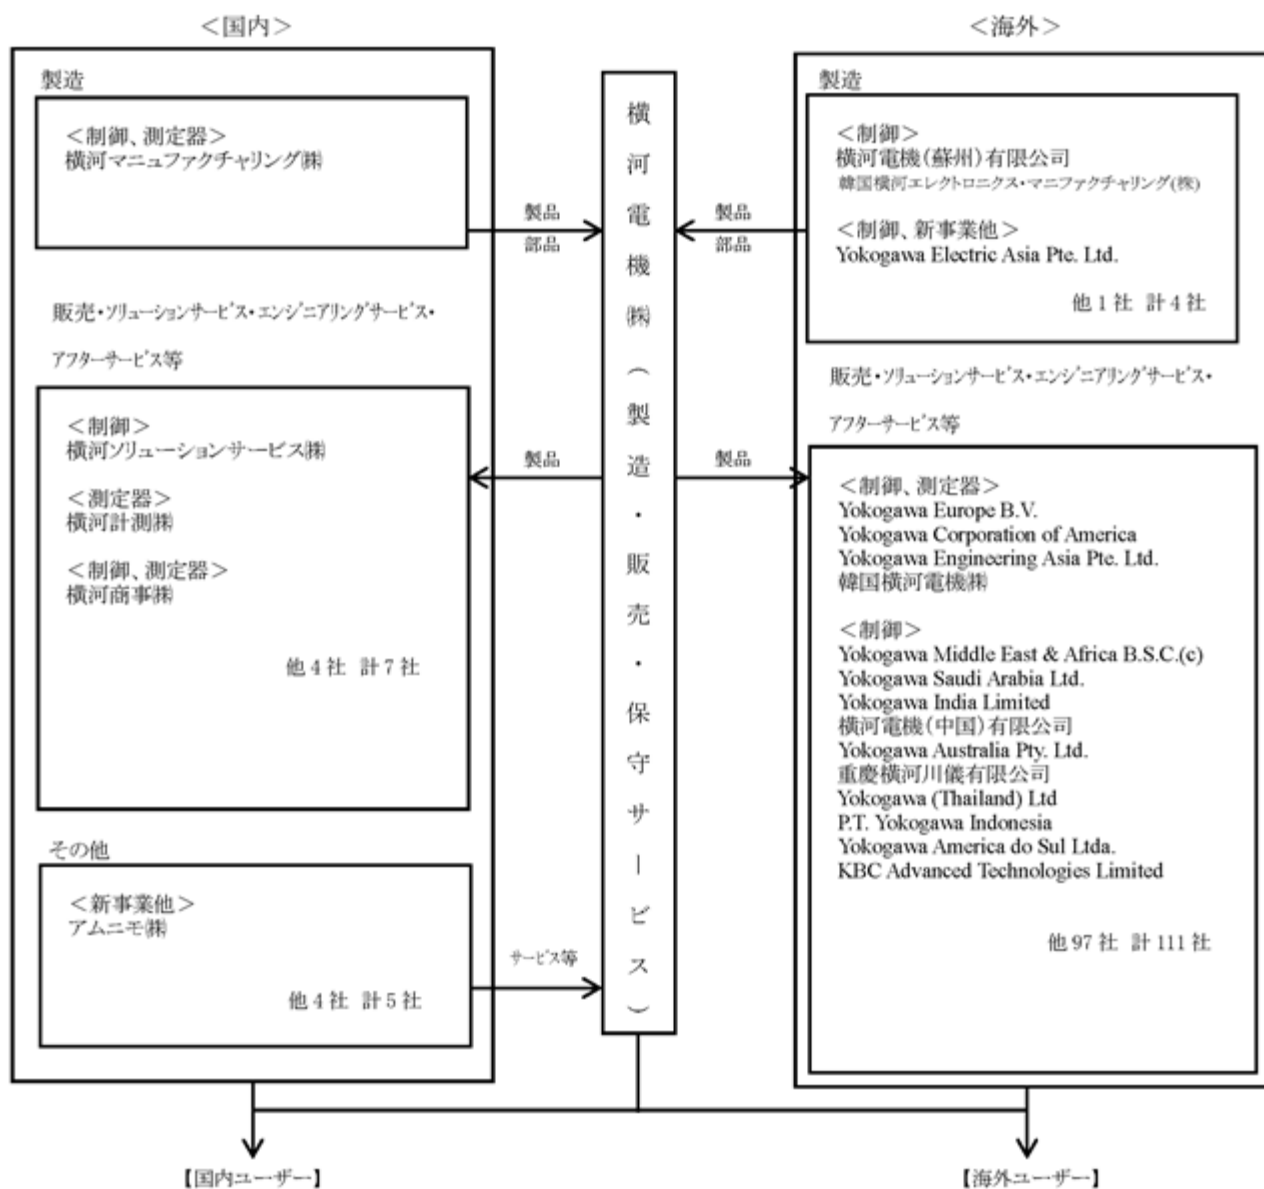 ＜国内＞
製造
＜制御、測定器＞
横河マニュファクチャリング㈱
製品
部品
販売・ソリューションサービス・エンジニアリングサービス・
アフターサービス等
＜制御＞
横河ソリューションサービス㈱
＜測定器＞
横河計測㈱
＜制御、測定器＞
横河商事㈱
他 4 社 計 7 社
製品
その他
＜新事業他＞
アムニモ㈱
他 4 社 計 5 社
サービス等
横河電機㈱（製造・販売・保守サービス）
＜海外＞
製造
＜制御＞
横河電機（蘇州）有限公司
韓国横河エレクトロニクス・マニファクチャリング(株)
＜制御、新事業他＞
Yokogawa Electric Asia Pte. Ltd.
他 1 社 計 4 社
製品
部品
販売・ソリューションサービス・エンジニアリングサービス・
アフターサービス等
製品
＜制御、測定器＞
Yokogawa Europe B.V.
Yokogawa Corporation of America
Yokogawa Engineering Asia Pte. Ltd.
韓国横河電機㈱
＜制御＞
Yokogawa Middle East & Africa B.S.C.(c)
Yokogawa Saudi Arabia Ltd.
Yokogawa India Limited
横河電機（中国）有限公司
Yokogawa Australia Pty. Ltd.
重慶横河川儀有限公司
Yokogawa (Thailand) Ltd
P.T. Yokogawa Indonesia
Yokogawa America do Sul Ltda.
KBC Advanced Technologies Limited
他 97 社 計 111 社
【国内ユーザー】
【海外ユーザー】